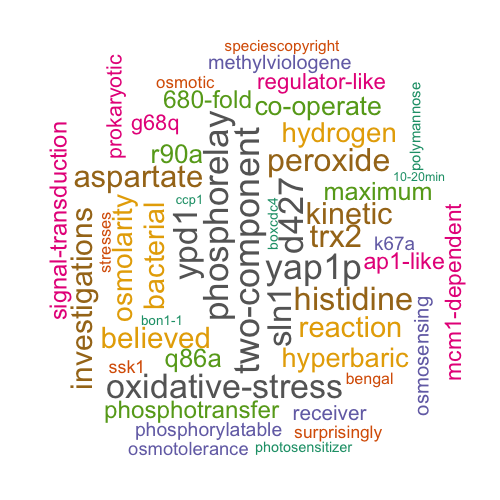 speciescopyright
methylviologene
osmotic
regulator-like
prokaryotic
680-fold
co-operate
polymannose
g68q
hydrogen
r90a
phosphorelay
two-component
peroxide
aspartate
10-20min
signal-transduction
ypd1
ccp1
d427
maximum
stresses
osmolarity
bacterial
boxcdc4
kinetic
trx2
k67a
investigations
sln1
yap1p
ap1-like
mcm1-dependent
histidine
bon1-1
believed
reaction
osmosensing
q86a
hyperbaric
ssk1
oxidative-stress
bengal
phosphotransfer
receiver
phosphorylatable
surprisingly
osmotolerance
photosensitizer